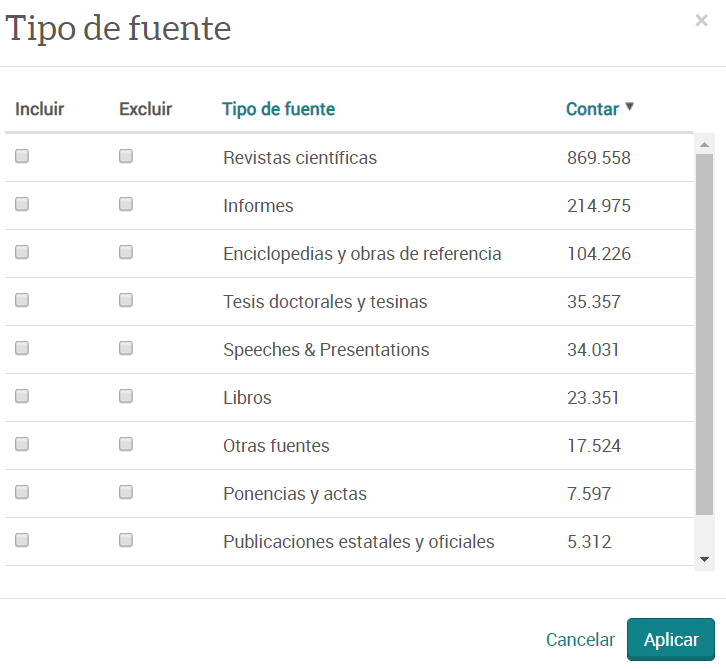 Tipo de fuente ×
Incluir Excluir Tipo de fuente Contar ▼
Revistas científicas 869.558
Informes 214.975
Enciclopedias y obras de referencia 104.226
Tesis doctorales y tesinas 35.357
Speeches & Presentations 34.031
Libros 23.351
Otras fuentes 17.524
Ponencias y actas 7.597
Publicaciones estatales y oficiales 5.312
Cancelar Aplicar